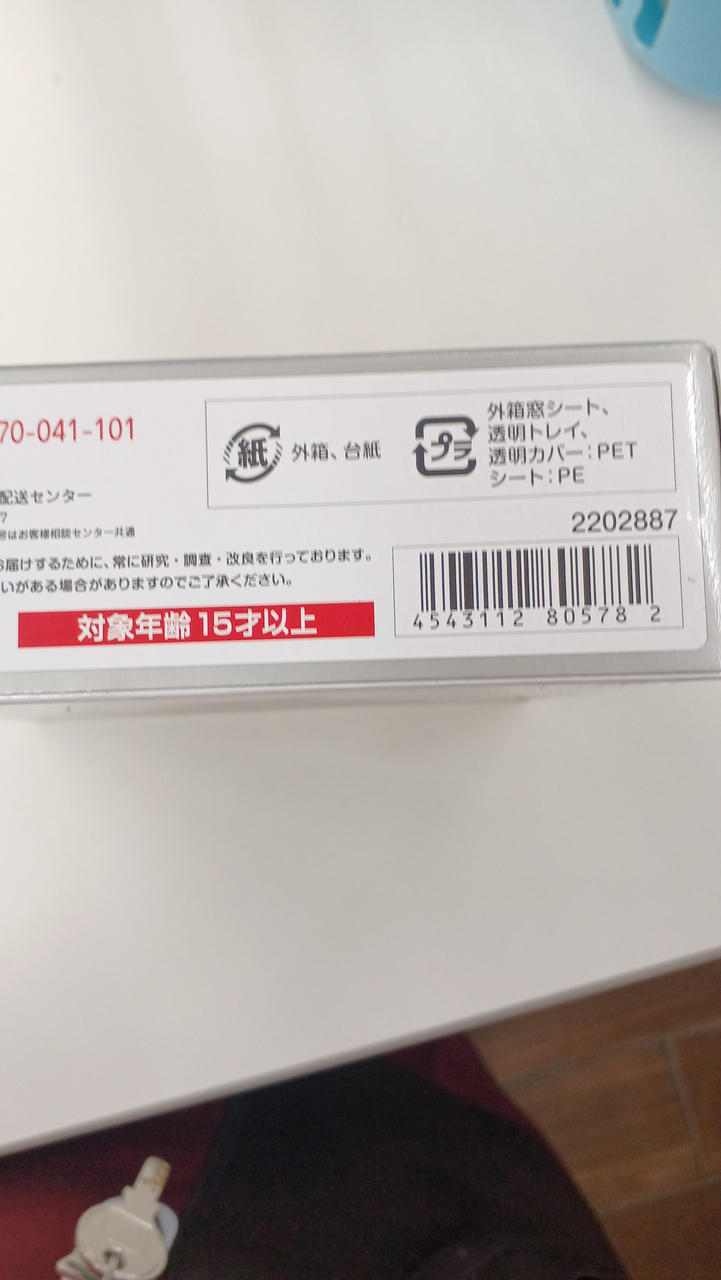 70-041-101
配送センター
7
号はお客様相談センター共通
お届けするために、常に研究・調査・改良を行っております。
いがある場合がありますのでご了承ください。
対象年齢 15才以上
紙
外箱、台紙
プラ
外箱窓シート、
透明トレイ、
透明カバー:PET
シート:PE
2202887
4543112 80578 2